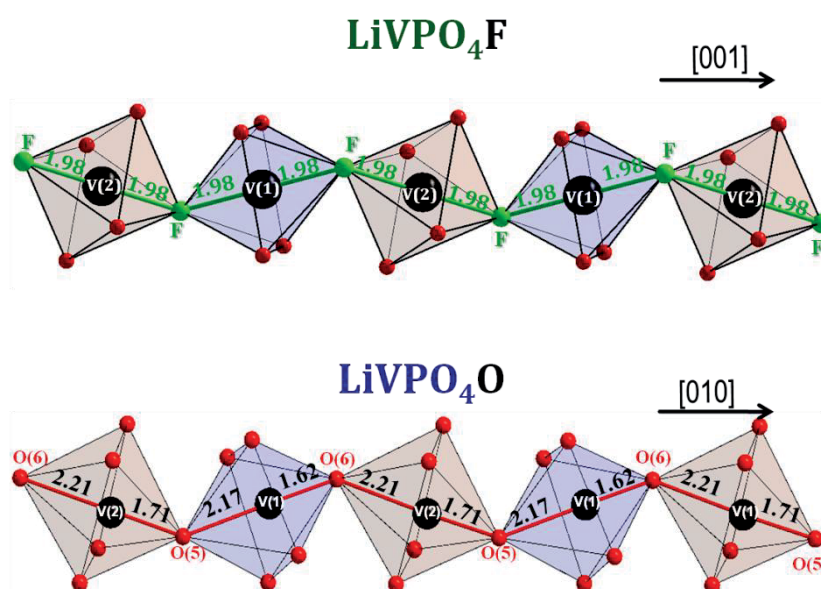 LiVPO₄F
[001]
F 1.98 V(2) 1.98 F 1.98 V(1) 1.98 F 1.98 V(2) 1.98 F 1.98 V(1) 1.98 F 1.98 V(2) 1.98 F
LiVPO₄O
[010]
O(6) 2.21 V(2) 1.71 O(5) 2.17 V(1) 1.62 O(6) 2.21 V(2) 1.71 O(5) 2.17 V(1) 1.62 O(6) 2.21 V(1) 1.71 O(5